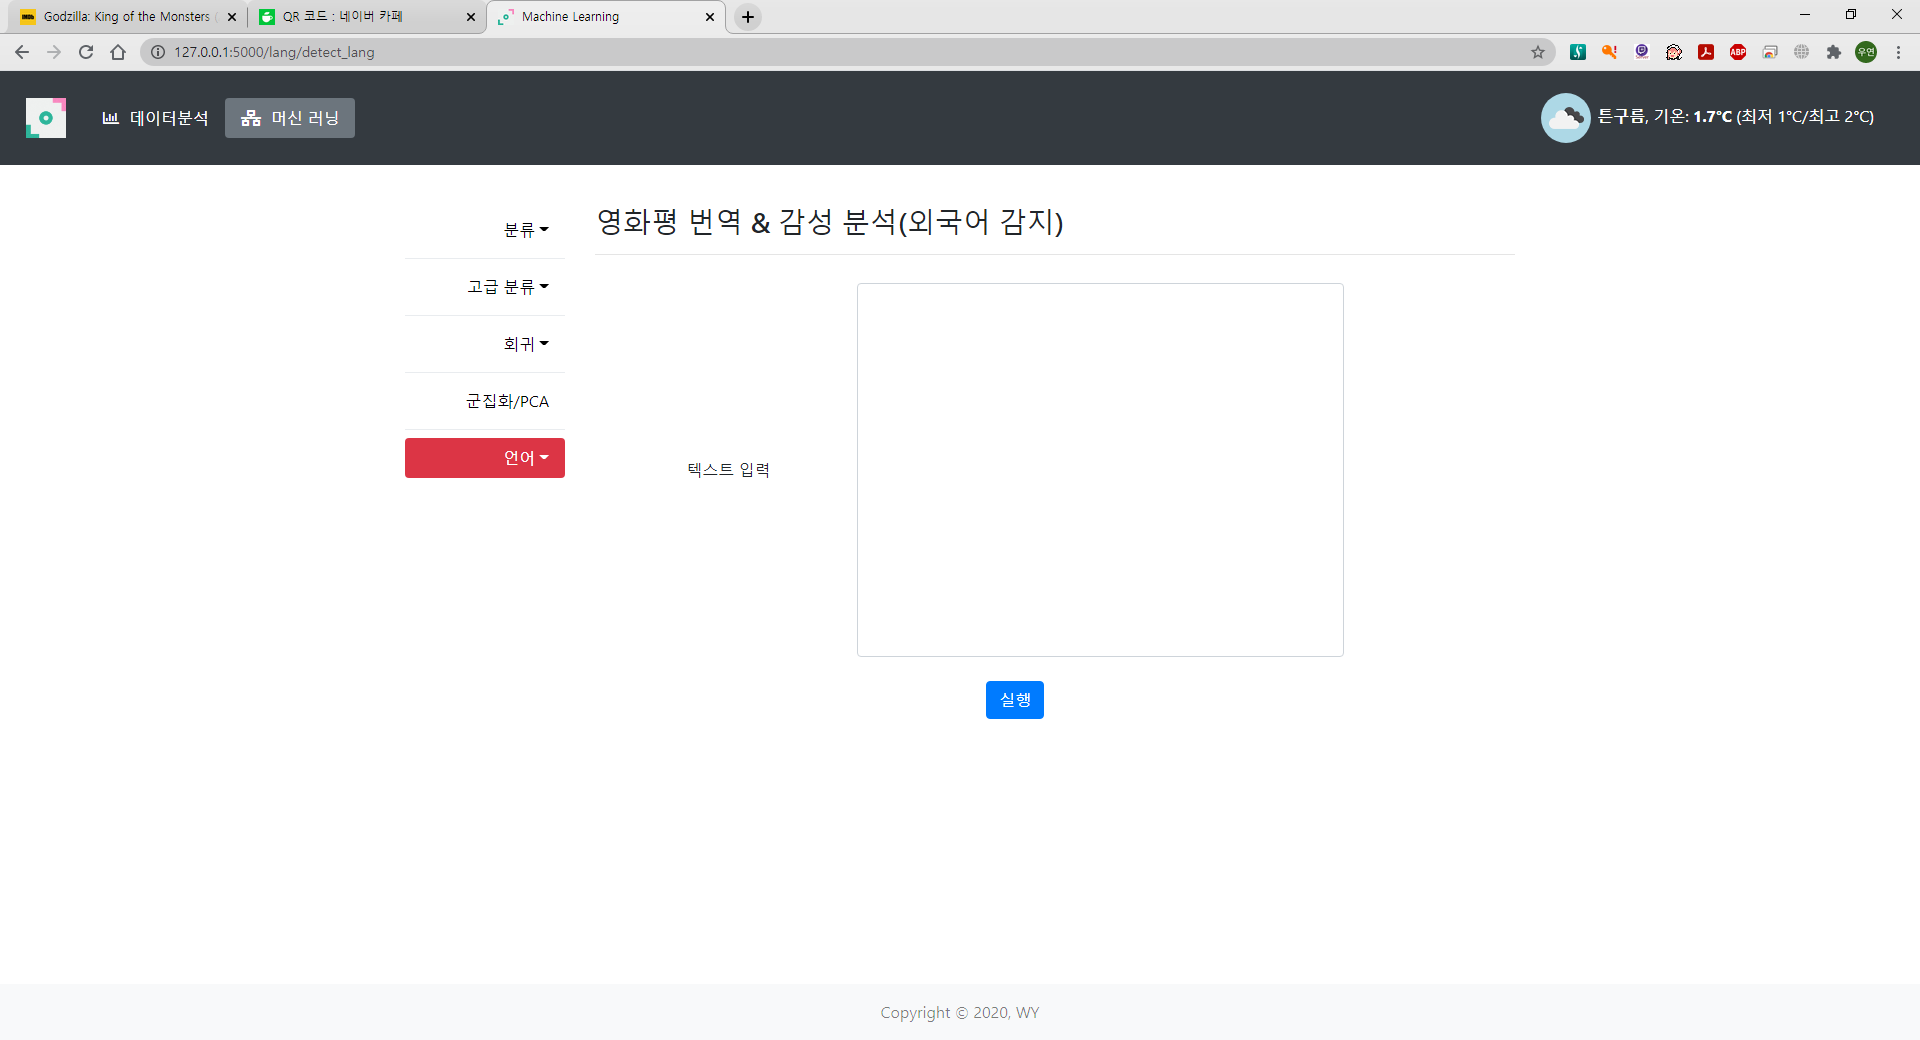 IMDb Godzilla: King of the Monsters
QR 코드 : 네이버 카페
Machine Learning
127.0.0.1:5000/lang/detect_lang
ABP
우연
데이터분석
머신 러닝
튼구름, 기온: 1.7°C (최저 1°C/최고 2°C)
분류
고급 분류
회귀
군집화/PCA
언어
영화평 번역 & 감성 분석(외국어 감지)
텍스트 입력
실행
Copyright © 2020, WY